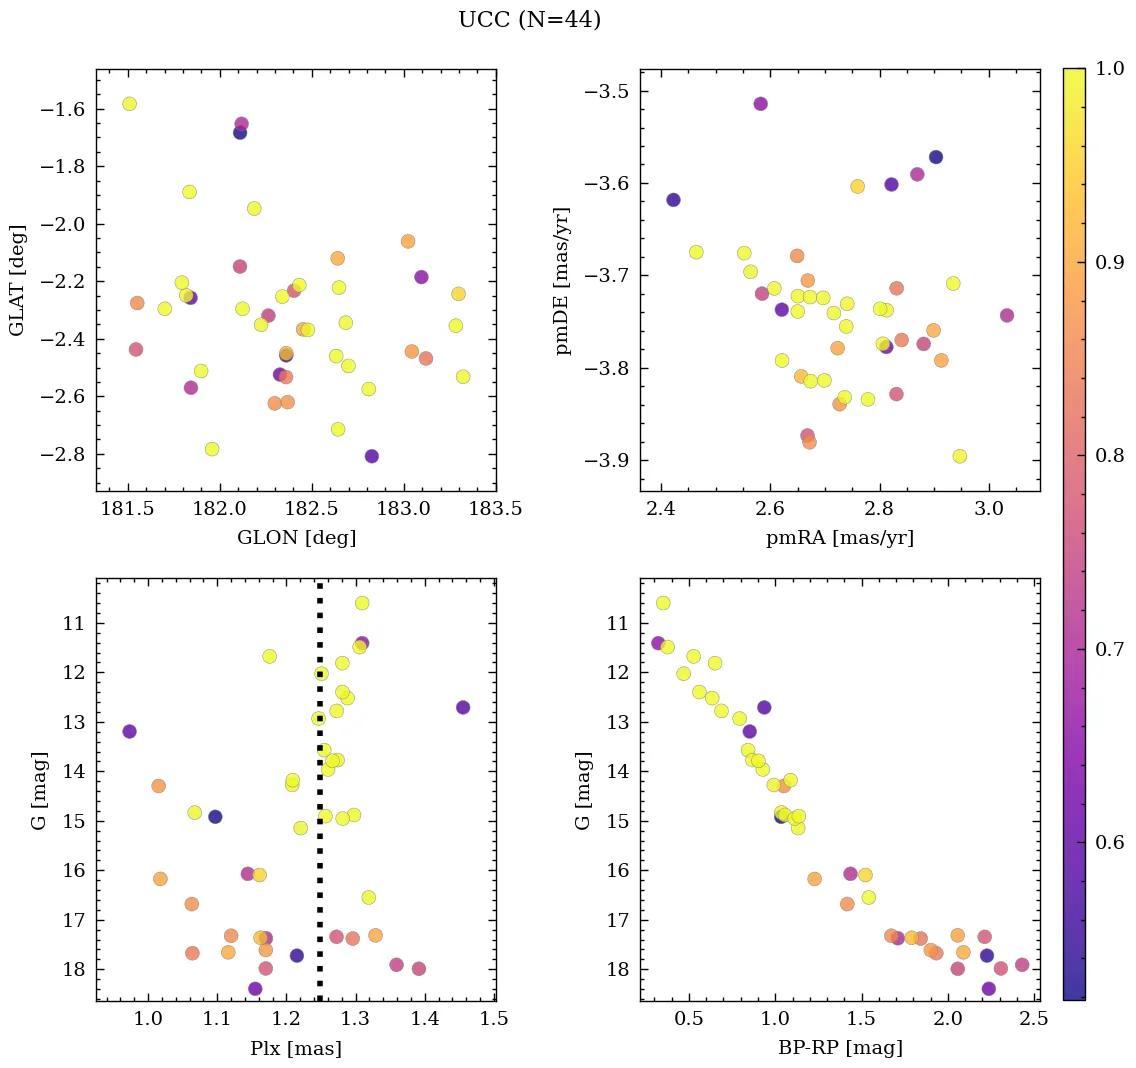 UCC (N=44)
−1.6
−1.8
−2.0
−2.2
−2.4
−2.6
−2.8
GLAT [deg]
181.5 182.0 182.5 183.0 183.5
GLON [deg]
−3.5
−3.6
−3.7
−3.8
−3.9
pmDE [mas/yr]
2.4 2.6 2.8 3.0
pmRA [mas/yr]
1.0
0.9
0.8
0.7
0.6
11
12
13
14
15
16
17
18
G [mag]
1.0 1.1 1.2 1.3 1.4 1.5
Plx [mas]
11
12
13
14
15
16
17
18
G [mag]
0.5 1.0 1.5 2.0 2.5
BP-RP [mag]